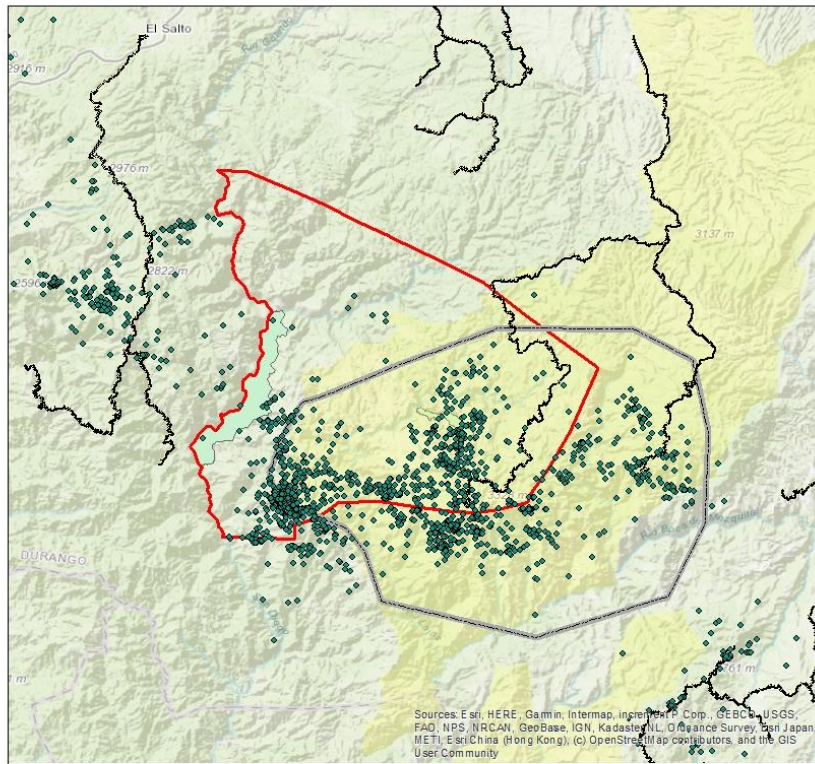 El Salto
2916 m
2976 m
3137 m
2822 m
2596 m
DURANGO
1 m
Sources: Esri, HERE, Garmin, Intermap, increment P Corp., GEBCO, USGS,
FAO, NPS, NRCAN, GeoBase, IGN, Kadaster NL, Ordnance Survey, Esri Japan,
METI, Esri China (Hong Kong), (c) OpenStreetMap contributors, and the GIS
User Community